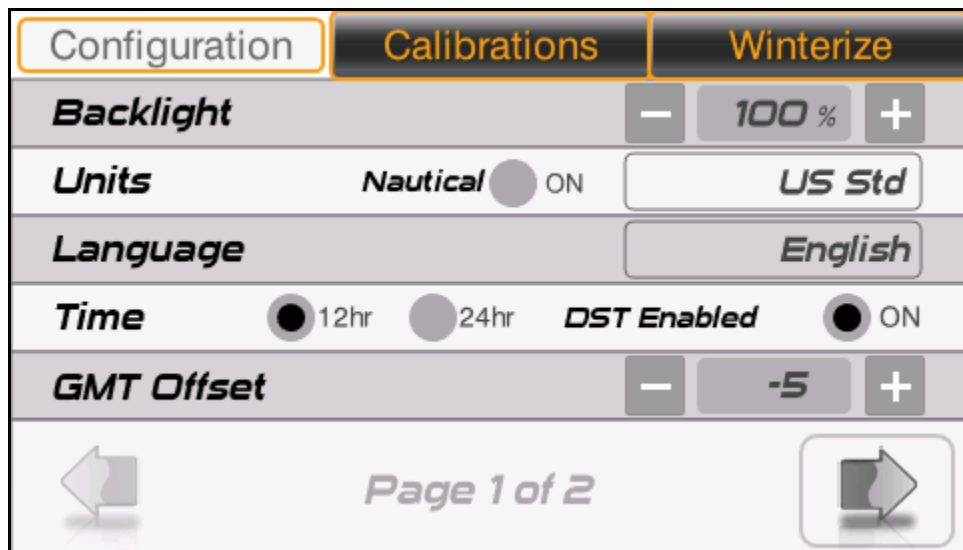 Configuration Calibrations Winterize
Backlight − 100 % +
Units Nautical ON US Std
Language English
Time 12hr 24hr DST Enabled ON
GMT Offset − -5 +
Page 1 of 2